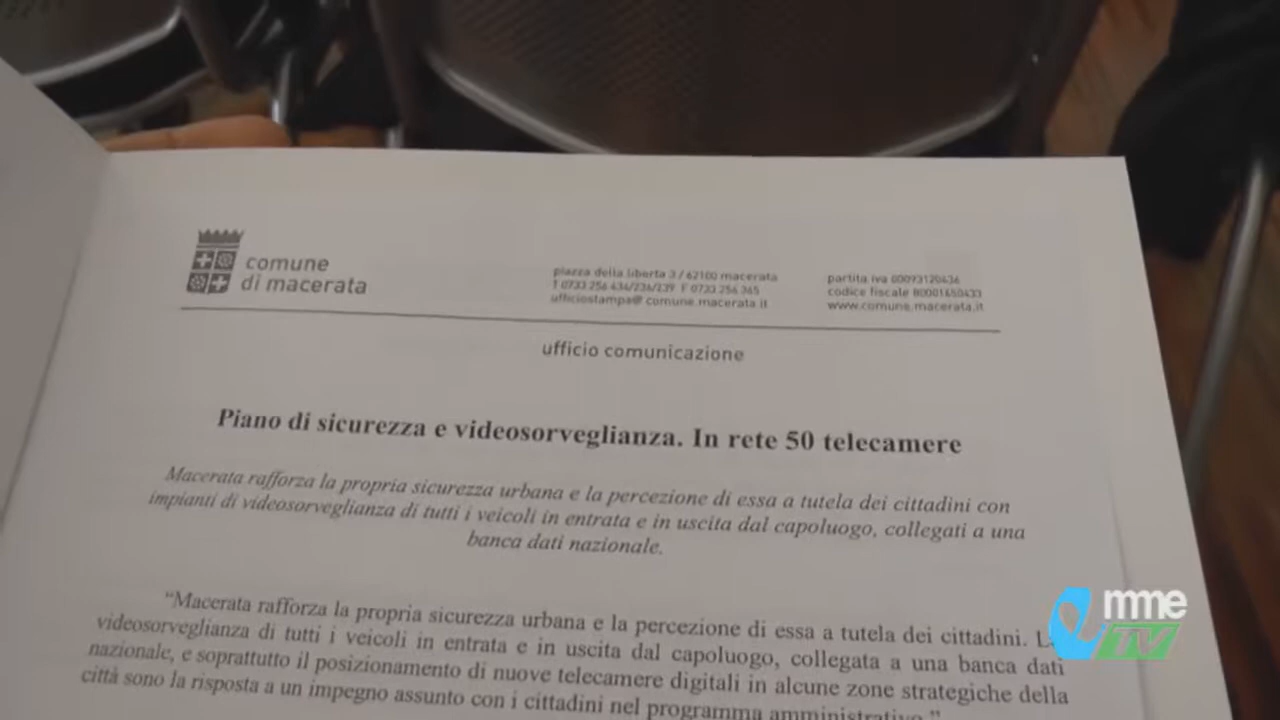 comune
di macerata
piazza della libertà 3 / 62100 macerata
T 0733 256 434/236/239 F 0733 256 365
ufficiostampa@comune.macerata.it
partita iva 00093120434
codice fiscale 80001650433
www.comune.macerata.it
ufficio comunicazione
Piano di sicurezza e videosorveglianza. In rete 50 telecamere
Macerata rafforza la propria sicurezza urbana e la percezione di essa a tutela dei cittadini con
impianti di videosorveglianza di tutti i veicoli in entrata e in uscita dal capoluogo, collegati a una
banca dati nazionale.
“Macerata rafforza la propria sicurezza urbana e la percezione di essa a tutela dei cittadini.
videosorveglianza di tutti i veicoli in entrata e in uscita dal capoluogo, collegata a una banca dati
nazionale, e soprattutto il posizionamento di nuove telecamere digitali in alcune zone strategiche della
città sono la risposta a un impegno assunto con i cittadini nel programma amministrativo.”
emme
TV